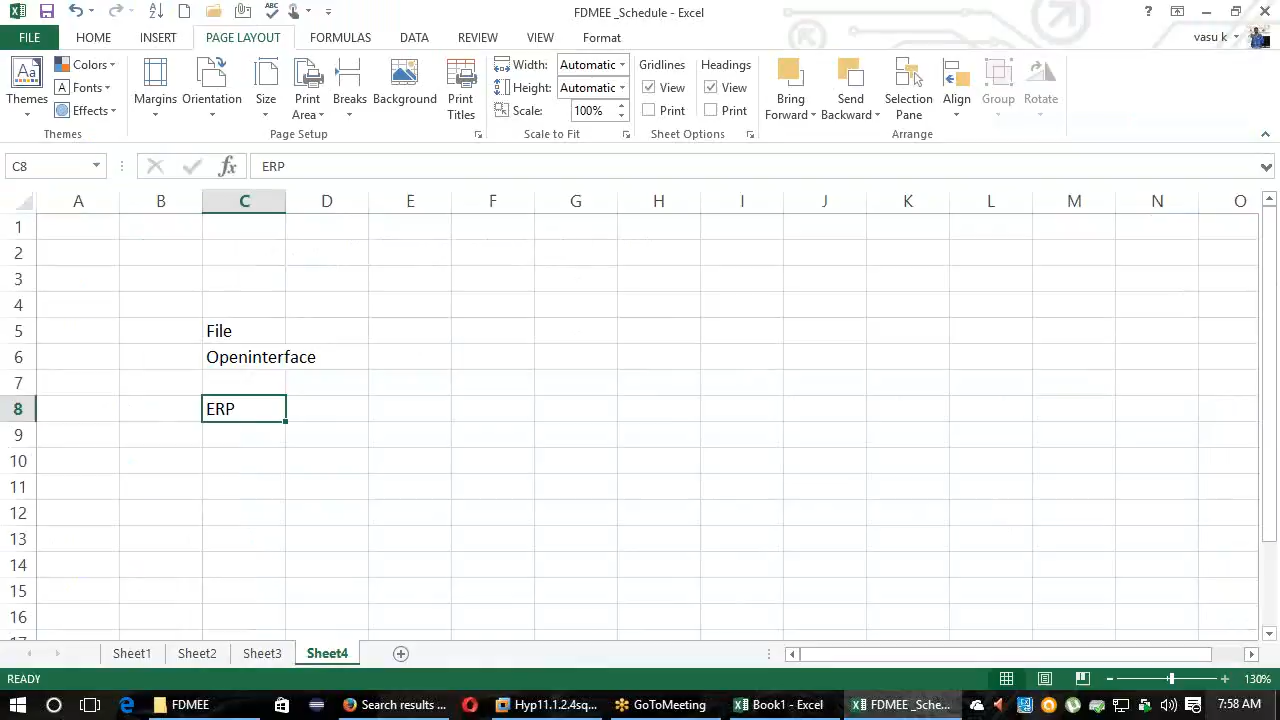 FDMEE _Schedule - Excel
?
FILE HOME INSERT PAGE LAYOUT FORMULAS DATA REVIEW VIEW Format vasu k
Aa Colors Width: Automatic Gridlines Headings
A Fonts Height: Automatic View View
Themes Effects Margins Orientation Size Print Area Breaks Background Print Titles Scale: 100% Print Print Bring Forward Send Backward Selection Pane Align Group Rotate
Themes Page Setup Scale to Fit Sheet Options Arrange
C8 fx ERP
A B C D E F G H I J K L M N O
1
2
3
4
5 File
6 Openinterface
7
8 ERP
9
10
11
12
13
14
15
16
17
Sheet1 Sheet2 Sheet3 Sheet4
READY 130%
FDMEE Search results ... Hyp11.1.2.4sq... GoToMeeting Book1 - Excel FDMEE _Sche... 7:58 AM